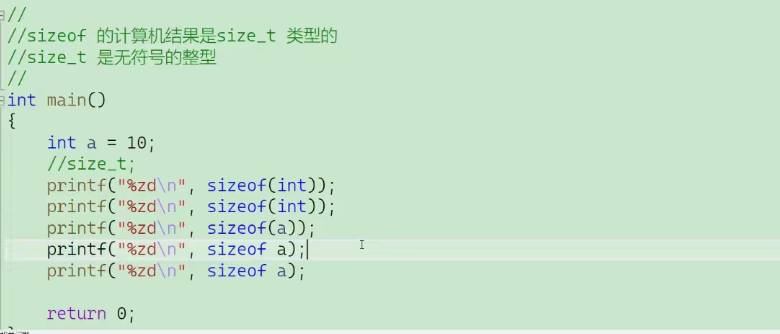 //
//sizeof 的计算机结果是size_t 类型的
//size_t 是无符号的整型
//
int main()
{
    int a = 10;
    //size_t;
    printf("%zd\n", sizeof(int));
    printf("%zd\n", sizeof(int));
    printf("%zd\n", sizeof(a));
    printf("%zd\n", sizeof a);
    printf("%zd\n", sizeof a);

    return 0;
}